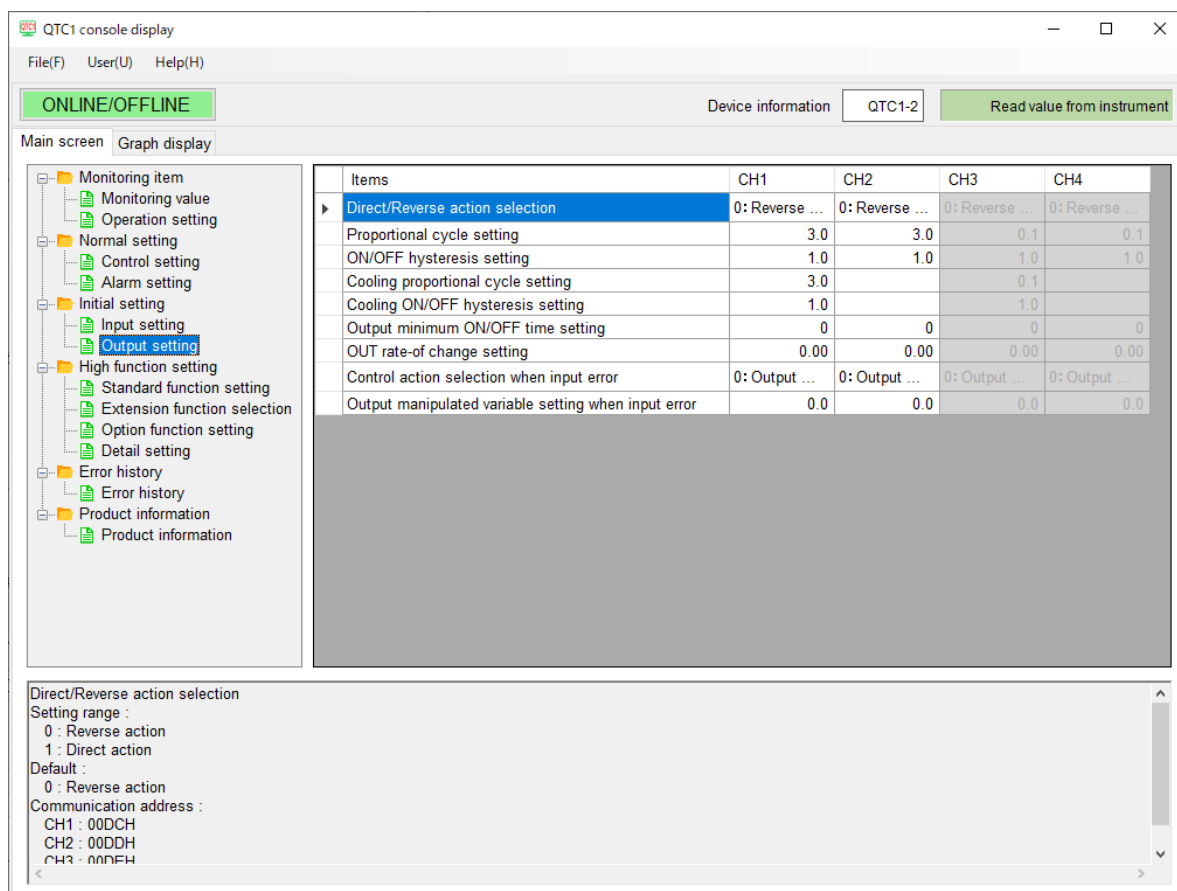 QTC1 console display
File(F) User(U) Help(H)
ONLINE/OFFLINE
Device information QTC1-2 Read value from instrument
Main screen Graph display
Monitoring item
Monitoring value
Operation setting
Normal setting
Control setting
Alarm setting
Initial setting
Input setting
Output setting
High function setting
Standard function setting
Extension function selection
Option function setting
Detail setting
Error history
Error history
Product information
Product information
Items CH1 CH2 CH3 CH4
Direct/Reverse action selection 0: Reverse ... 0: Reverse ... 0: Reverse ... 0: Reverse ...
Proportional cycle setting 3.0 3.0 0.1 0.1
ON/OFF hysteresis setting 1.0 1.0 1.0 1.0
Cooling proportional cycle setting 3.0 0.1
Cooling ON/OFF hysteresis setting 1.0 1.0
Output minimum ON/OFF time setting 0 0 0 0
OUT rate-of change setting 0.00 0.00 0.00 0.00
Control action selection when input error 0: Output ... 0: Output ... 0: Output ... 0: Output ...
Output manipulated variable setting when input error 0.0 0.0 0.0 0.0
Direct/Reverse action selection
Setting range :
0 : Reverse action
1 : Direct action
Default :
0 : Reverse action
Communication address :
CH1 : 00DCH
CH2 : 00DDH
CH3 : 00DEH